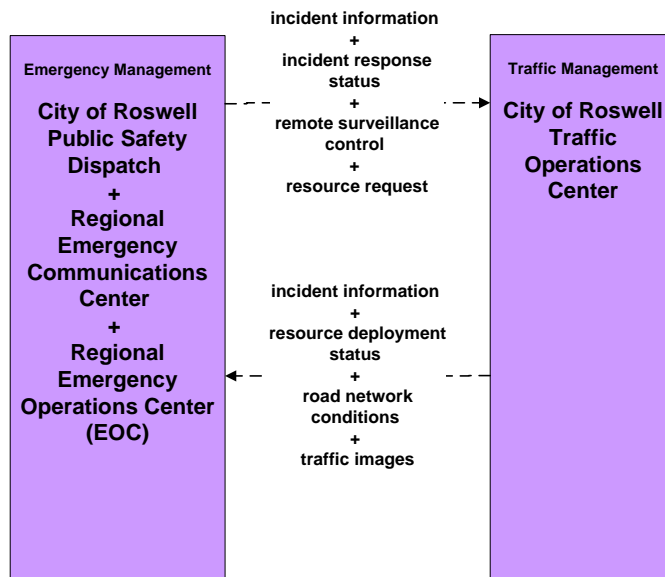 Emergency Management
City of Roswell
Public Safety
Dispatch
+
Regional
Emergency
Communications
Center
+
Regional
Emergency
Operations Center
(EOC)
incident information
+
incident response
status
+
remote surveillance
control
+
resource request
incident information
+
resource deployment
status
+
road network
conditions
+
traffic images
Traffic Management
City of Roswell
Traffic
Operations
Center